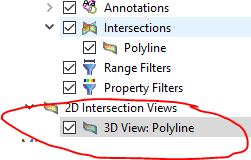 Annotations
Intersections
Polyline
Range Filters
Property Filters
2D Intersection Views
3D View: Polyline